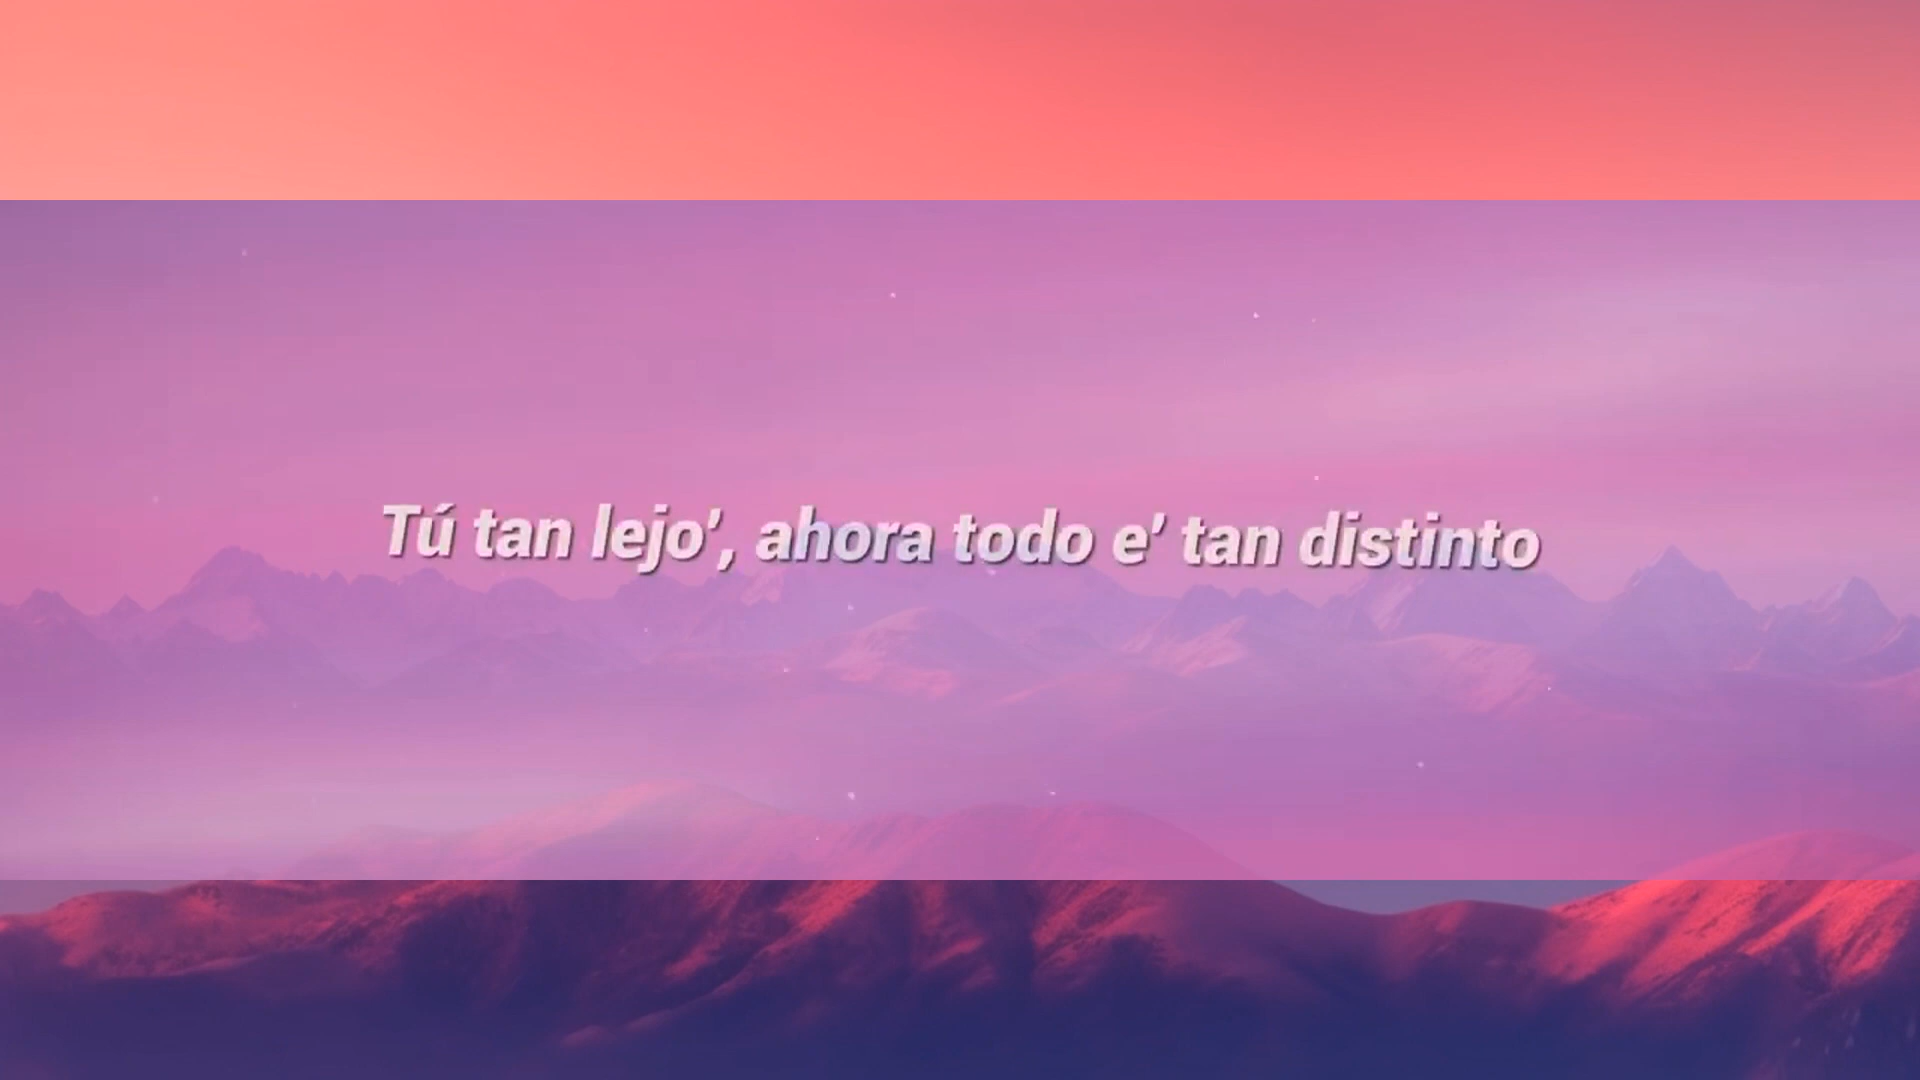 Tú tan lejo’, ahora todo e’ tan distinto